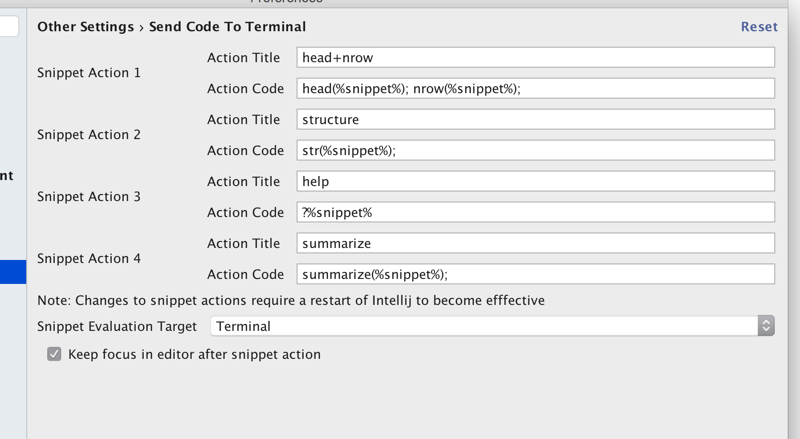 Other Settings › Send Code To Terminal
Reset
Snippet Action 1
Action Title
head+nrow
Action Code
head(%snippet%); nrow(%snippet%);
Snippet Action 2
Action Title
structure
Action Code
str(%snippet%);
nt
Snippet Action 3
Action Title
help
Action Code
?%snippet%
Snippet Action 4
Action Title
summarize
Action Code
summarize(%snippet%);
Note: Changes to snippet actions require a restart of Intellij to become efffective
Snippet Evaluation Target
Terminal
Keep focus in editor after snippet action